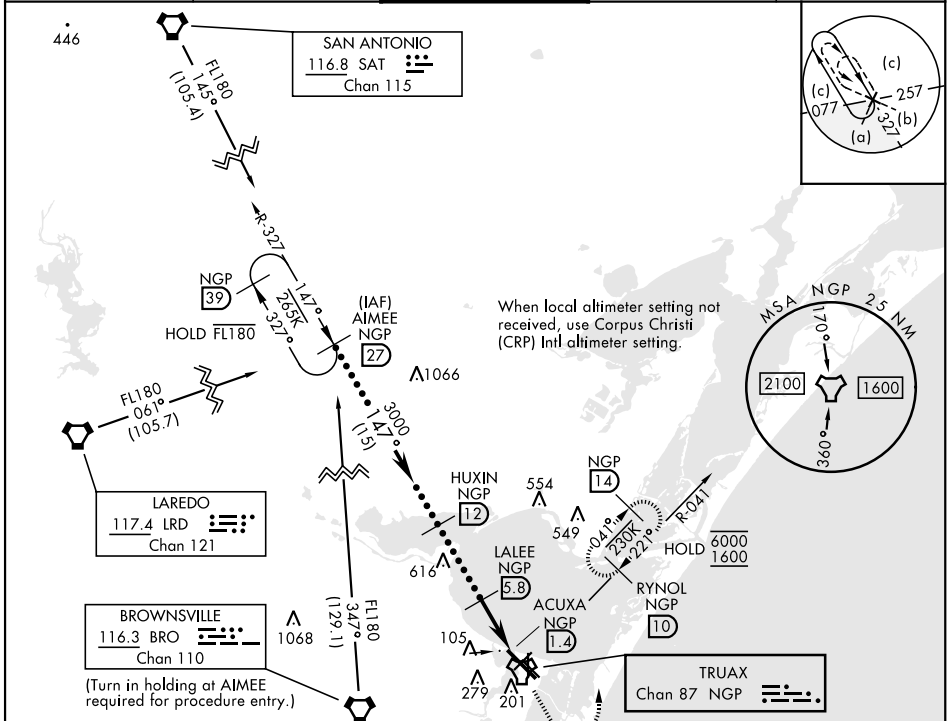 446
SAN ANTONIO
116.8 SAT
Chan 115
FL180
145°
(105.4)
(c)
(c)
077
257
(b)
327
(a)
R-327
NGP
39
147°
265K
327°
HOLD FL180
(IAF)
AIMEE
NGP
27
When local altimeter setting not
received, use Corpus Christi
(CRP) Intl altimeter setting.
MSA NGP 25 NM
170°
2100
1600
360°
1066
FL180
061°
(105.7)
3000
147°
(15)
LAREDO
117.4 LRD
Chan 121
HUXIN
NGP
12
554
549
NGP
14
R-041
041°
230K
221°
HOLD 6000
1600
616
LALEE
NGP
5.8
RYNOL
NGP
10
ACUXA
NGP
1.4
BROWNSVILLE
116.3 BRO
Chan 110
(Turn in holding at AIMEE
required for procedure entry.)
1068
FL180
347°
(129.1)
105
279
201
TRUAX
Chan 87 NGP